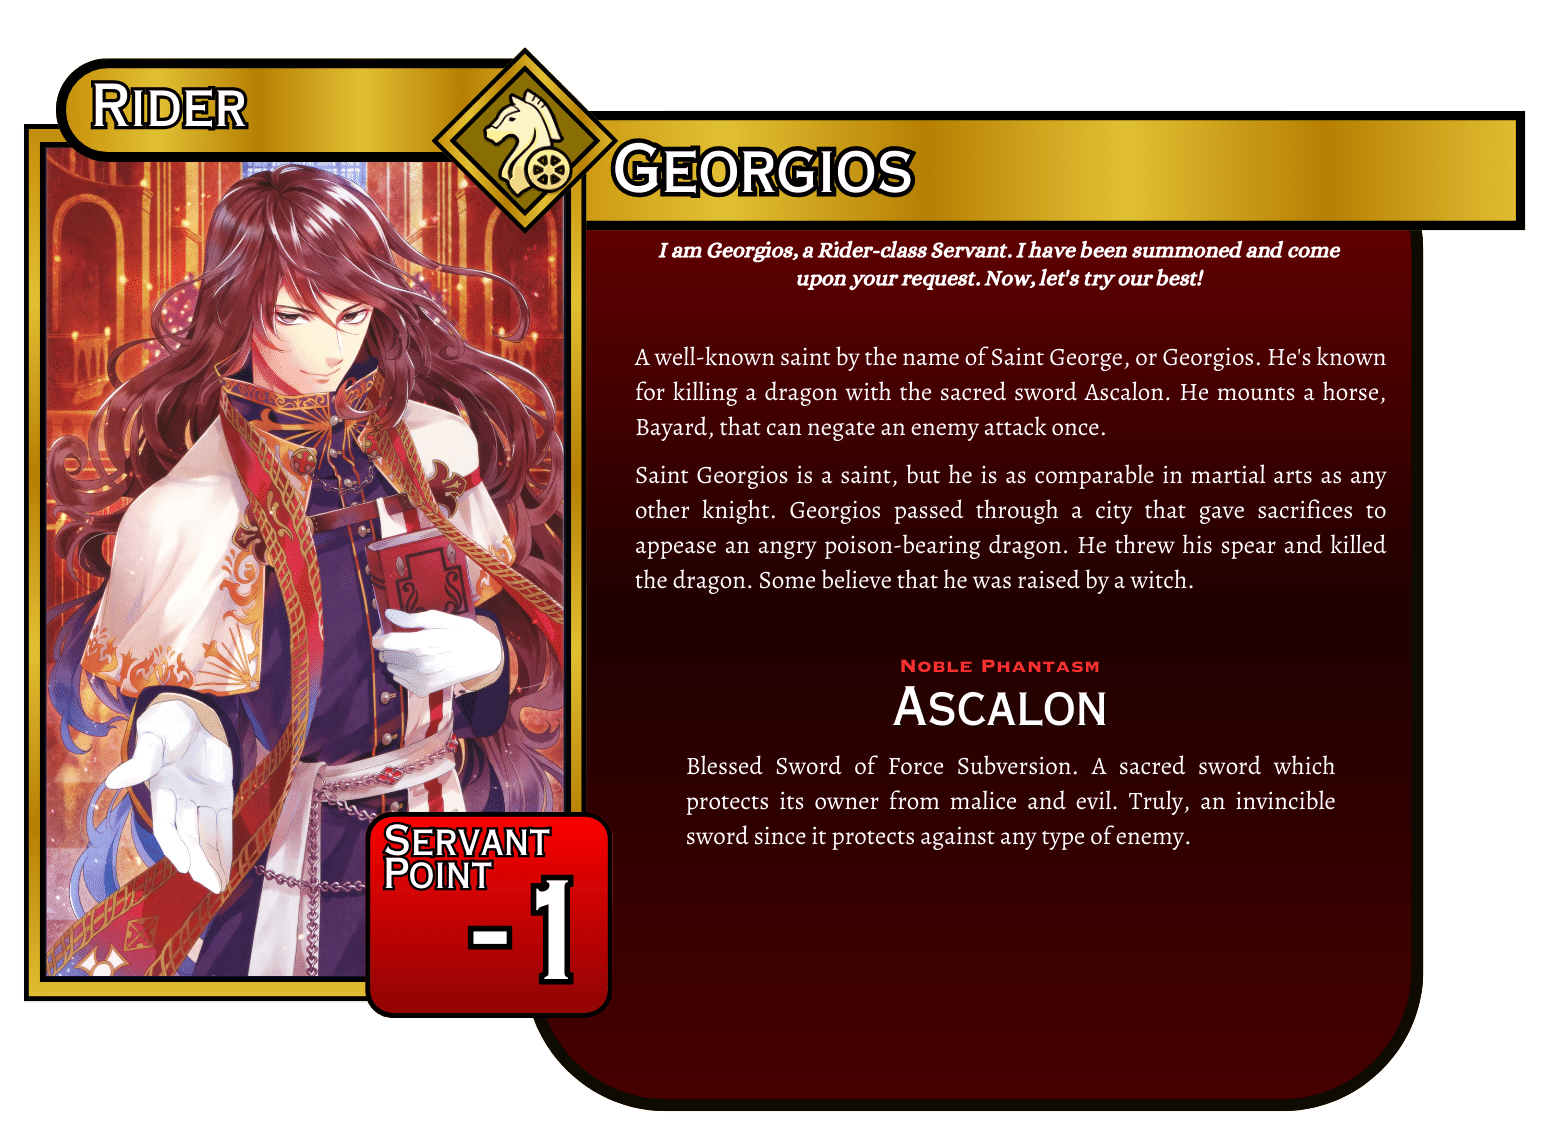 RIDER
GEORGIOS
I am Georgios, a Rider-class Servant. I have been summoned and come
upon your request. Now, let's try our best!
A well-known saint by the name of Saint George, or Georgios. He's known
for killing a dragon with the sacred sword Ascalon. He mounts a horse,
Bayard, that can negate an enemy attack once.
Saint Georgios is a saint, but he is as comparable in martial arts as any
other knight. Georgios passed through a city that gave sacrifices to
appease an angry poison-bearing dragon. He threw his spear and killed
the dragon. Some believe that he was raised by a witch.
NOBLE PHANTASM
ASCALON
Blessed Sword of Force Subversion. A sacred sword which
protects its owner from malice and evil. Truly, an invincible
sword since it protects against any type of enemy.
SERVANT
POINT
-1